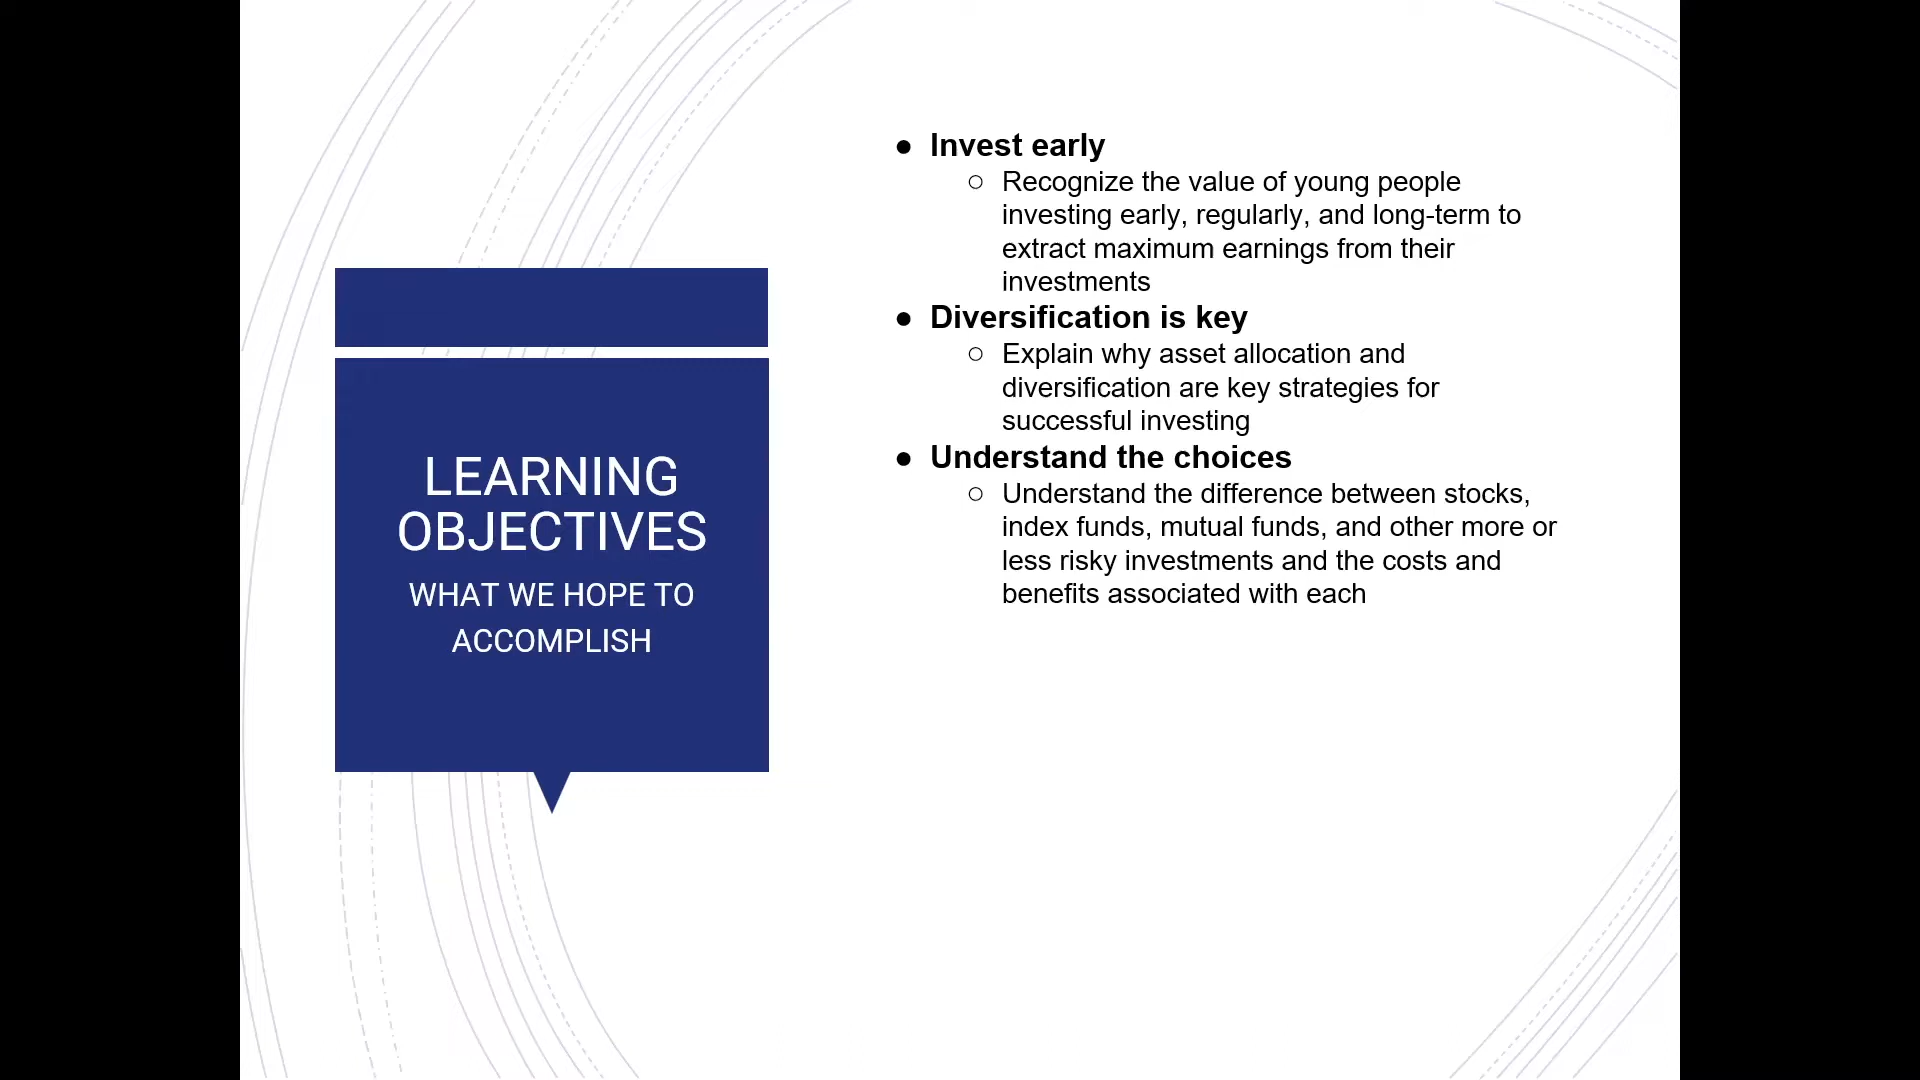 LEARNING
OBJECTIVES
WHAT WE HOPE TO
ACCOMPLISH
● Invest early
○ Recognize the value of young people
investing early, regularly, and long-term to
extract maximum earnings from their
investments
● Diversification is key
○ Explain why asset allocation and
diversification are key strategies for
successful investing
● Understand the choices
○ Understand the difference between stocks,
index funds, mutual funds, and other more or
less risky investments and the costs and
benefits associated with each